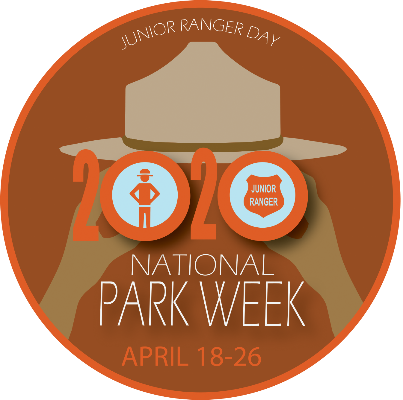 JUNIOR RANGER DAY
2020
JUNIOR
RANGER
NATIONAL
PARK WEEK
APRIL 18-26